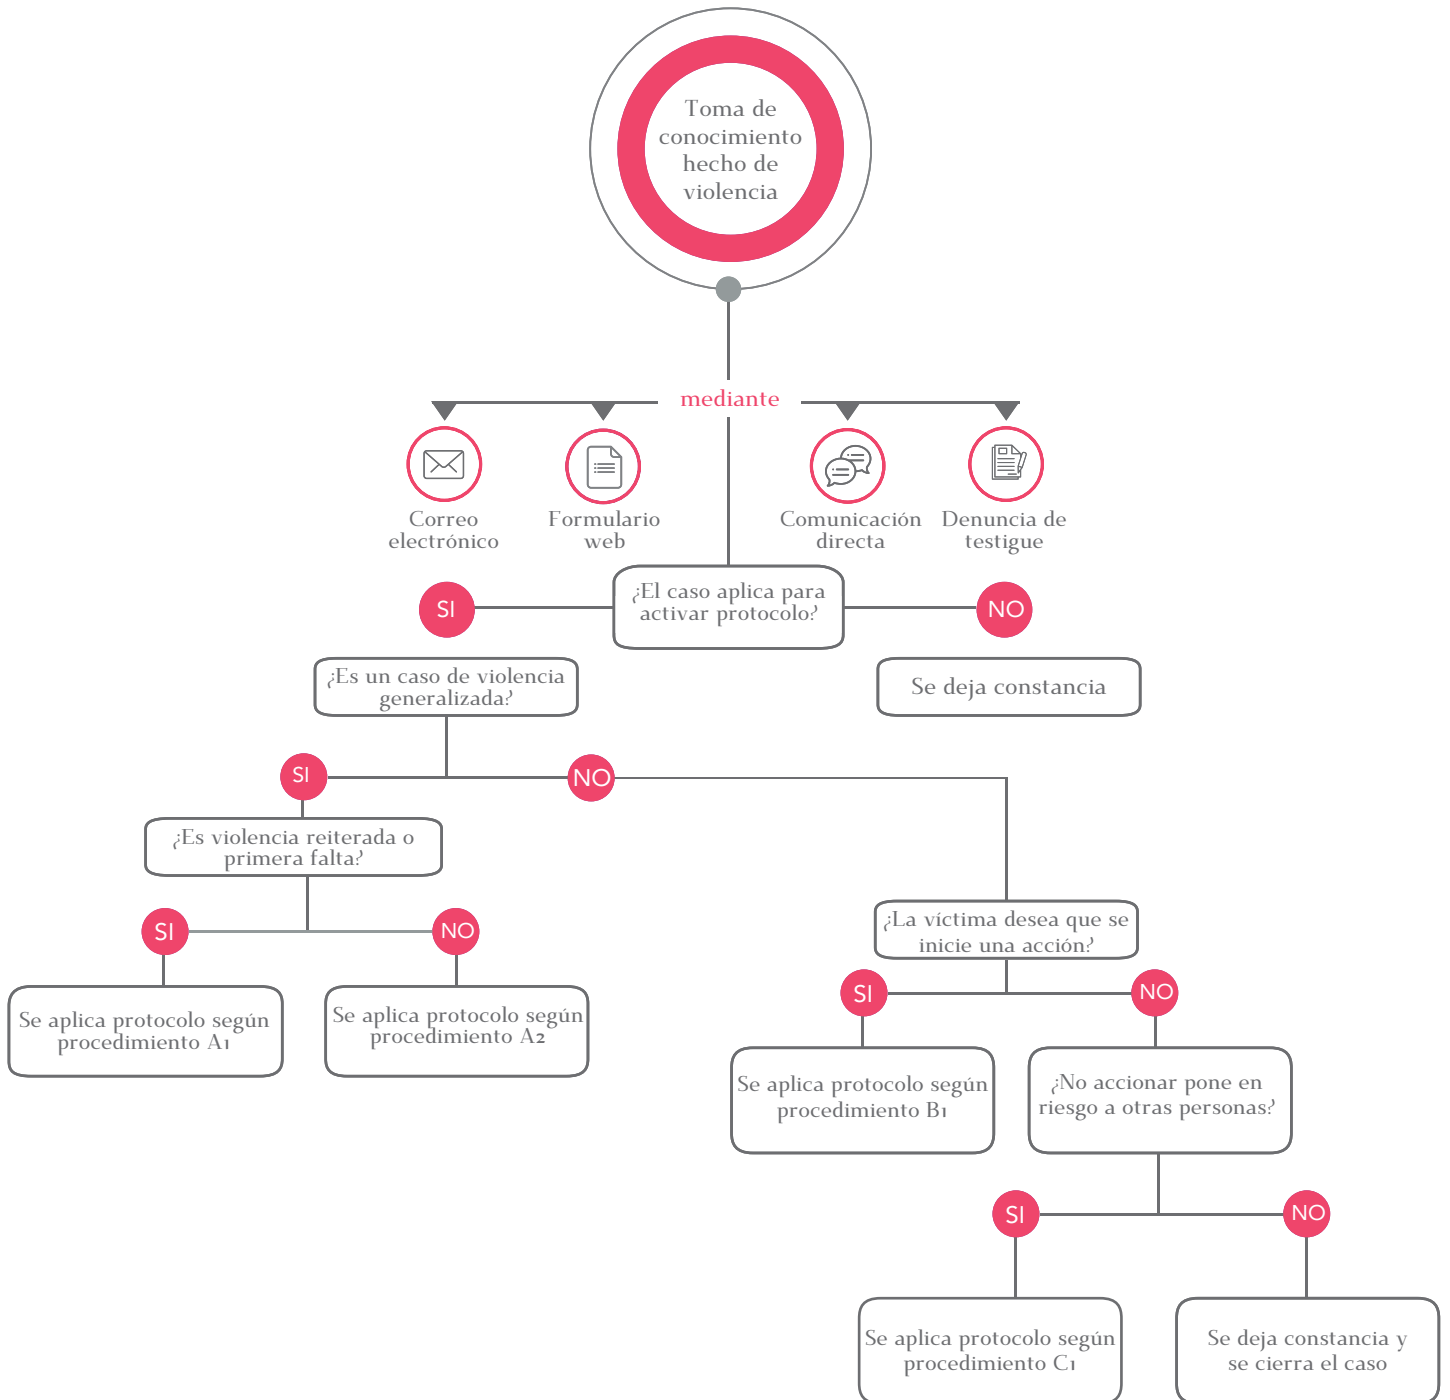 Toma de
conocimiento
hecho de
violencia
mediante
Correo
electrónico
Formulario
web
Comunicación
directa
Denuncia de
testigue
SI
¿El caso aplica para
activar protocolo?
NO
¿Es un caso de violencia
generalizada?
Se deja constancia
SI
NO
¿Es violencia reiterada o
primera falta?
SI
NO
¿La víctima desea que se
inicie una acción?
Se aplica protocolo según
procedimiento A1
Se aplica protocolo según
procedimiento A2
SI
NO
Se aplica protocolo según
procedimiento B1
¿No accionar pone en
riesgo a otras personas?
SI
NO
Se aplica protocolo según
procedimiento C1
Se deja constancia y
se cierra el caso